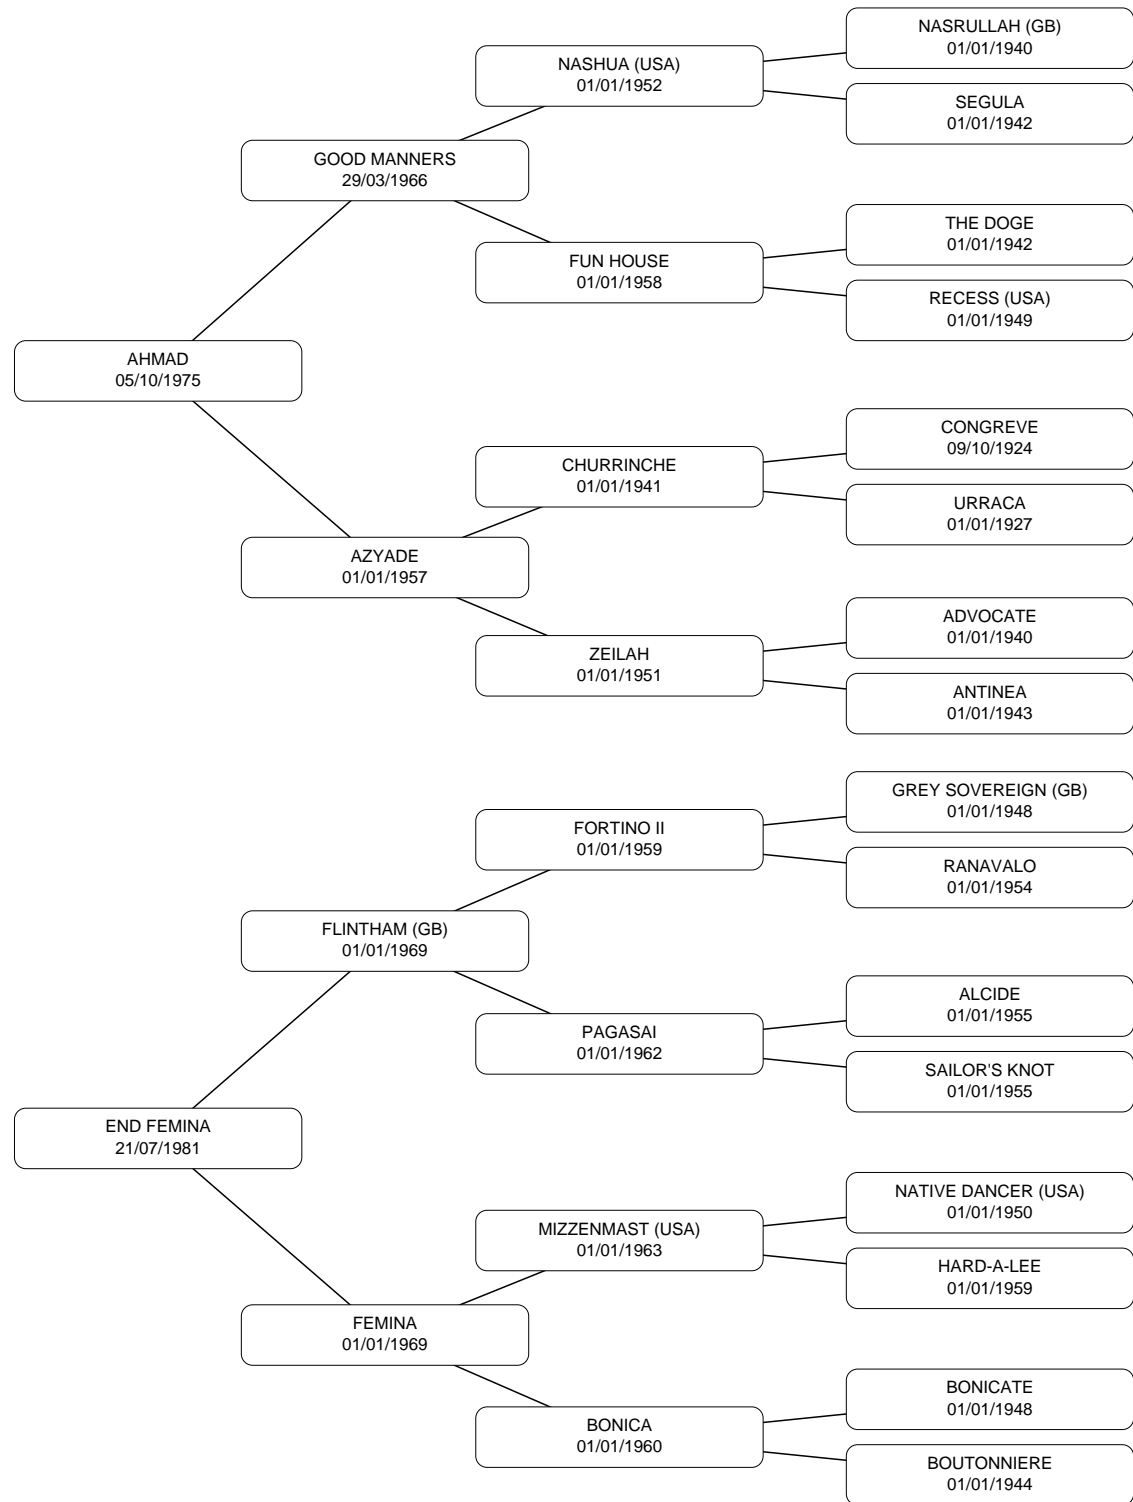 NASRULLAH (GB)
01/01/1940
NASHUA (USA)
01/01/1952
SEGULA
01/01/1942
GOOD MANNERS
29/03/1966
THE DOGE
01/01/1942
FUN HOUSE
01/01/1958
RECESS (USA)
01/01/1949
AHMAD
05/10/1975
CONGREVE
09/10/1924
CHURRINCHE
01/01/1941
URRACA
01/01/1927
AZYADE
01/01/1957
ADVOCATE
01/01/1940
ZEILAH
01/01/1951
ANTINEA
01/01/1943
GREY SOVEREIGN (GB)
01/01/1948
FORTINO II
01/01/1959
RANAVALO
01/01/1954
FLINTHAM (GB)
01/01/1969
ALCIDE
01/01/1955
PAGASAI
01/01/1962
SAILOR'S KNOT
01/01/1955
END FEMINA
21/07/1981
NATIVE DANCER (USA)
01/01/1950
MIZZENMAST (USA)
01/01/1963
HARD-A-LEE
01/01/1959
FEMINA
01/01/1969
BONICATE
01/01/1948
BONICA
01/01/1960
BOUTONNIERE
01/01/1944